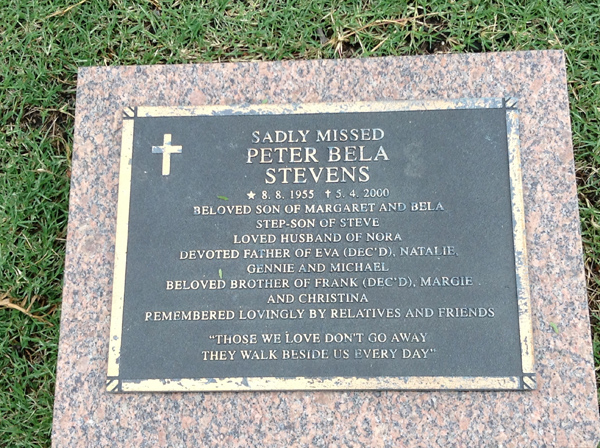 SADLY MISSED
PETER BELA
STEVENS
★ 8. 8. 1955 ✝ 5. 4. 2000
BELOVED SON OF MARGARET AND BELA
STEP-SON OF STEVE
LOVED HUSBAND OF NORA
DEVOTED FATHER OF EVA (DEC'D), NATALIE,
GENNIE AND MICHAEL
BELOVED BROTHER OF FRANK (DEC'D), MARGIE
AND CHRISTINA
REMEMBERED LOVINGLY BY RELATIVES AND FRIENDS
"THOSE WE LOVE DON'T GO AWAY
THEY WALK BESIDE US EVERY DAY"